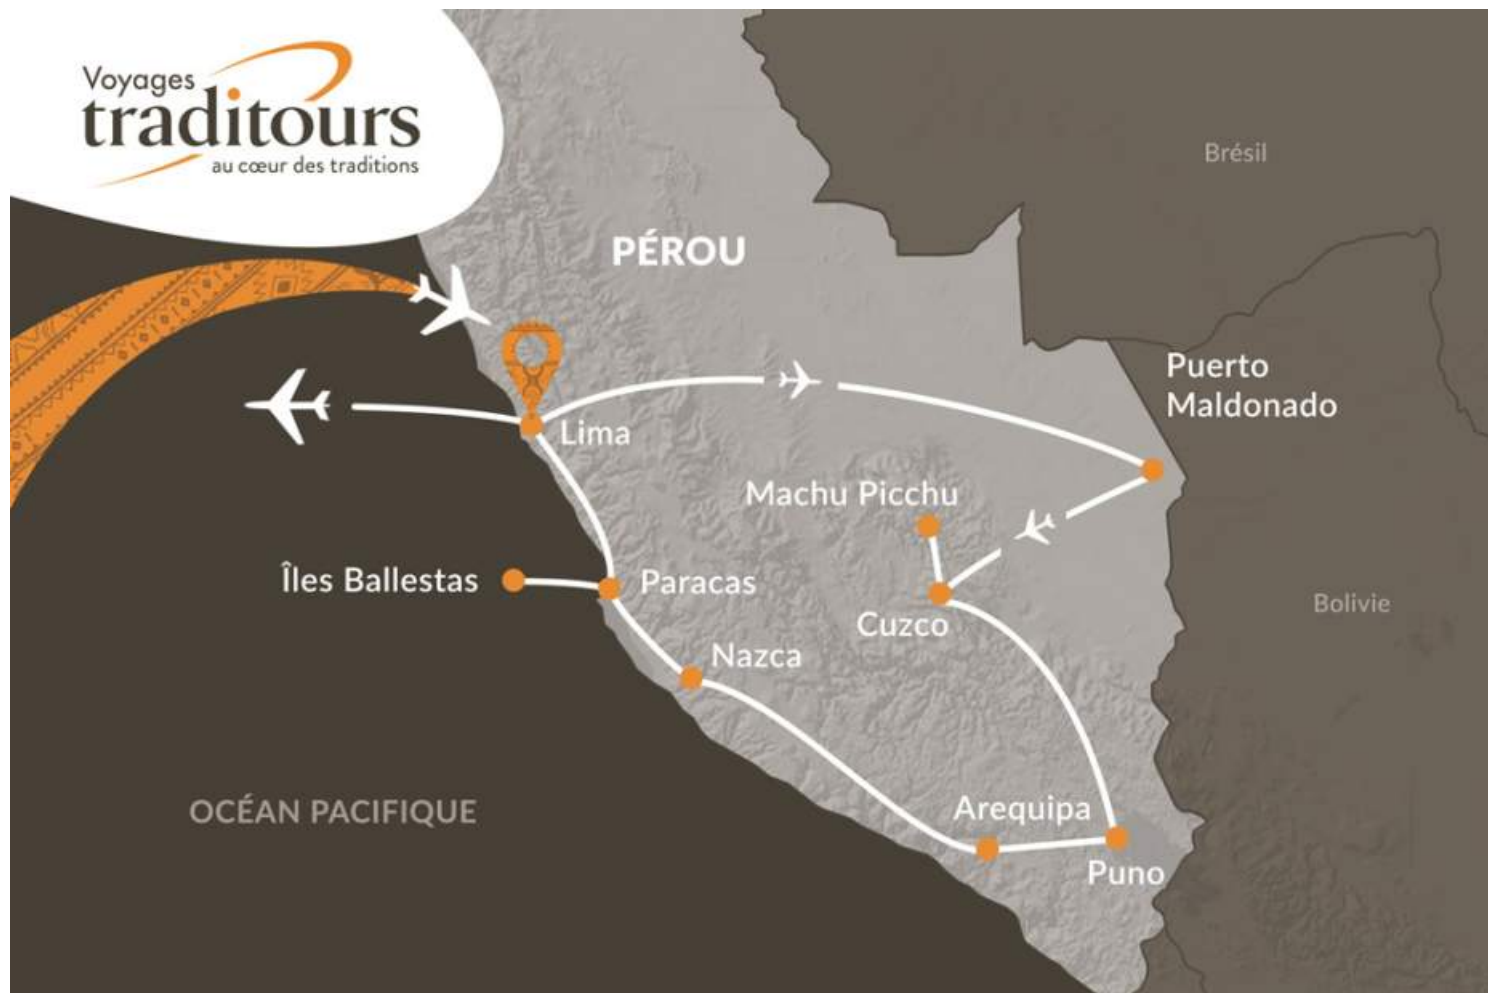 Voyages
traditours
au cœur des traditions
Brésil
PÉROU
Puerto
Maldonado
Lima
Machu Picchu
Îles Ballestas
Paracas
Cuzco
Bolivie
Nazca
OCÉAN PACIFIQUE
Arequipa
Puno